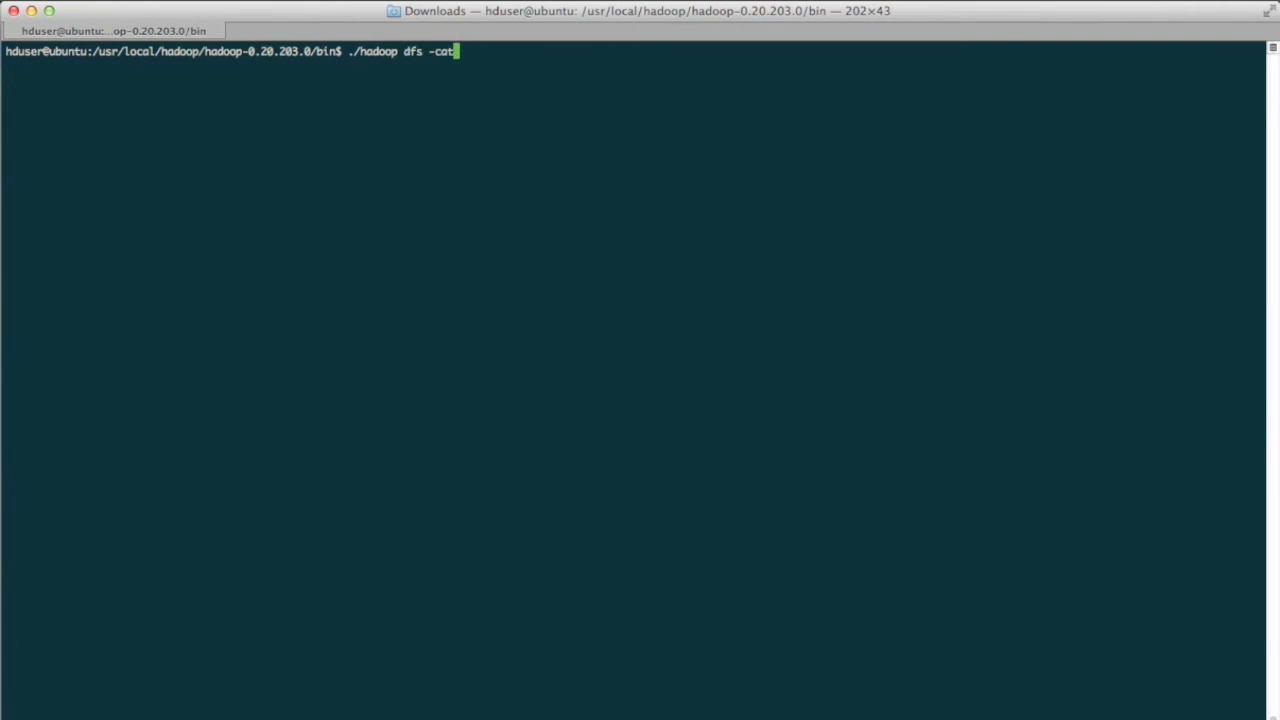 Downloads — hduser@ubuntu: /usr/local/hadoop/hadoop-0.20.203.0/bin — 202×43
hduser@ubuntu:...op-0.20.203.0/bin
hduser@ubuntu:/usr/local/hadoop/hadoop-0.20.203.0/bin$ ./hadoop dfs -cat